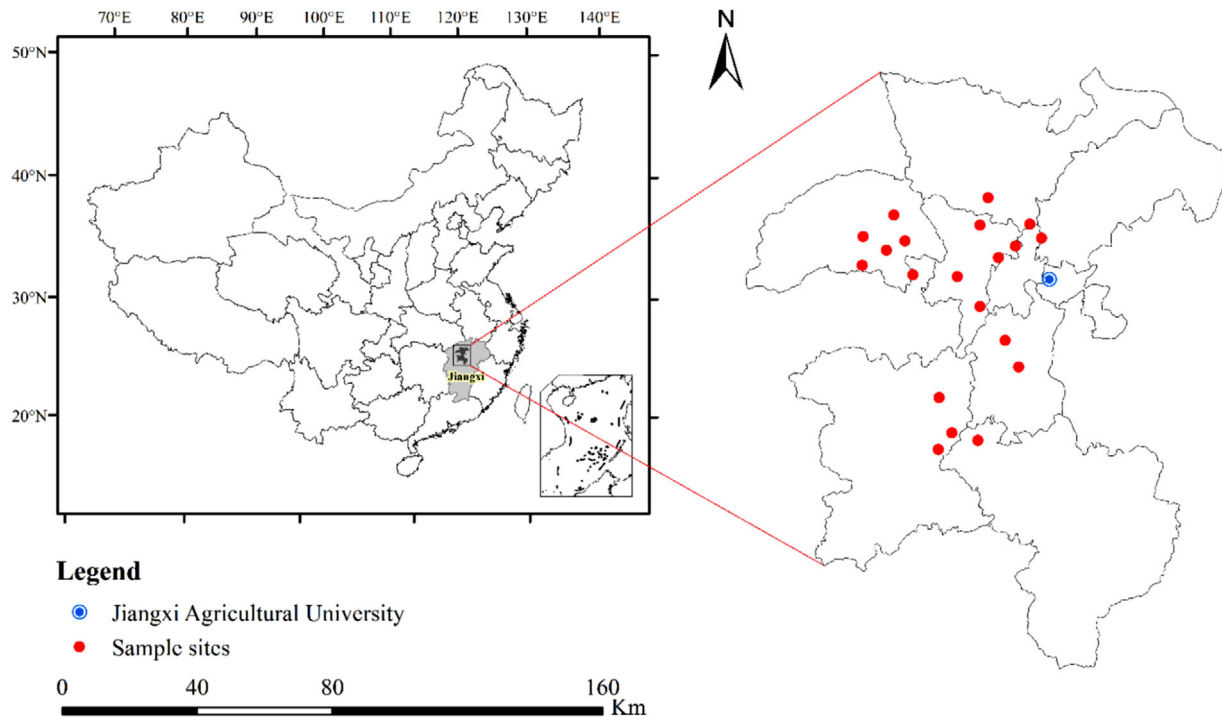 70°E 80°E 90°E 100°E 110°E 120°E 130°E 140°E
N
50°N
40°N
30°N
20°N
Jiangxi
Legend
Jiangxi Agricultural University
Sample sites
0 40 80 160
Km